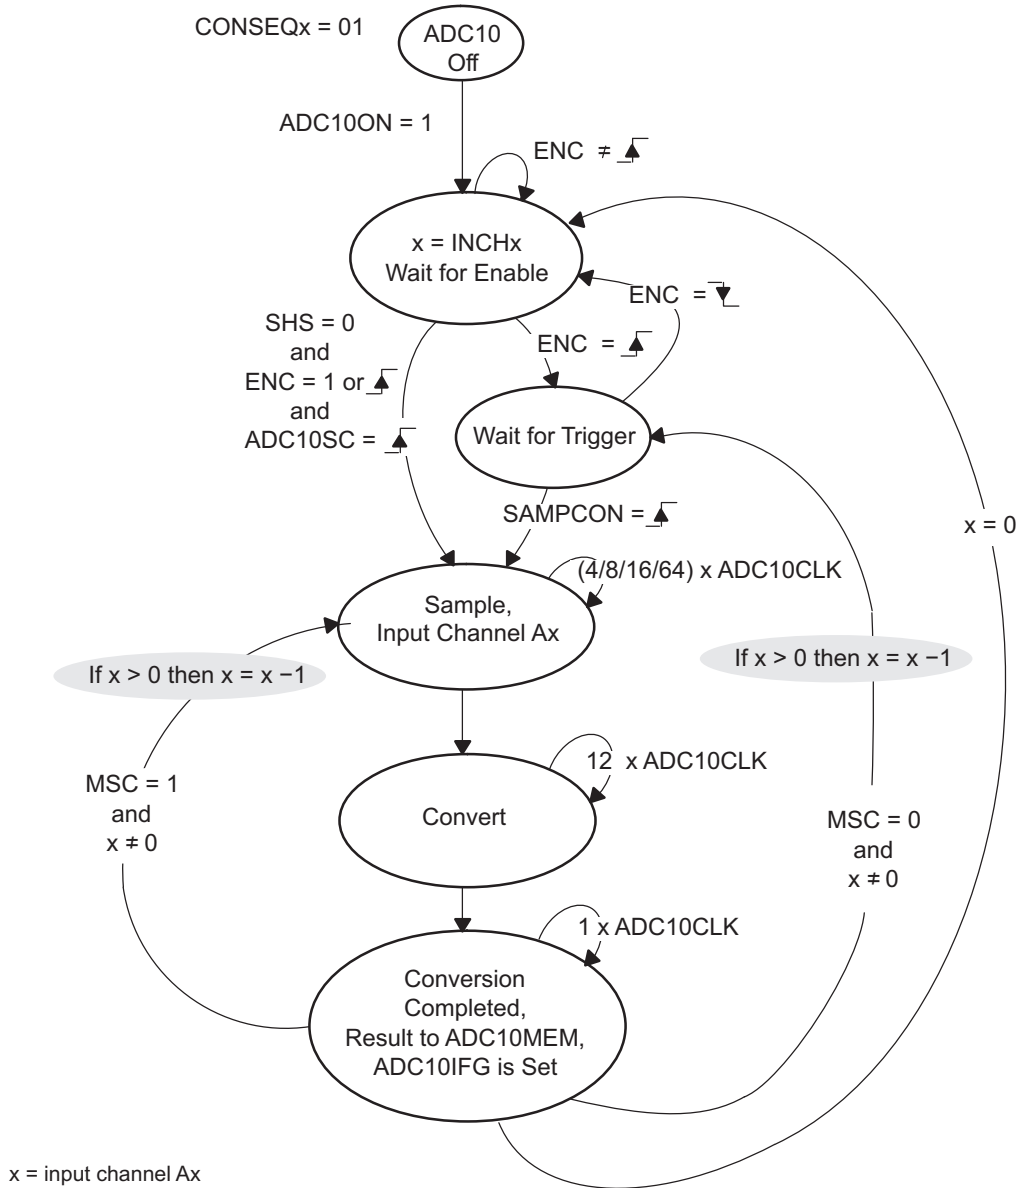 CONSEQx = 01
ADC10
Off
ADC10ON = 1
ENC ≠
x = INCHx
Wait for Enable
ENC =
SHS = 0
and
ENC = 1 or
and
ADC10SC =
ENC =
Wait for Trigger
SAMPCON =
x = 0
(4/8/16/64) x ADC10CLK
Sample,
Input Channel Ax
If x > 0 then x = x −1
If x > 0 then x = x −1
12 x ADC10CLK
MSC = 1
and
x ≠ 0
Convert
MSC = 0
and
x ≠ 0
1 x ADC10CLK
Conversion
Completed,
Result to ADC10MEM,
ADC10IFG is Set
x = input channel Ax